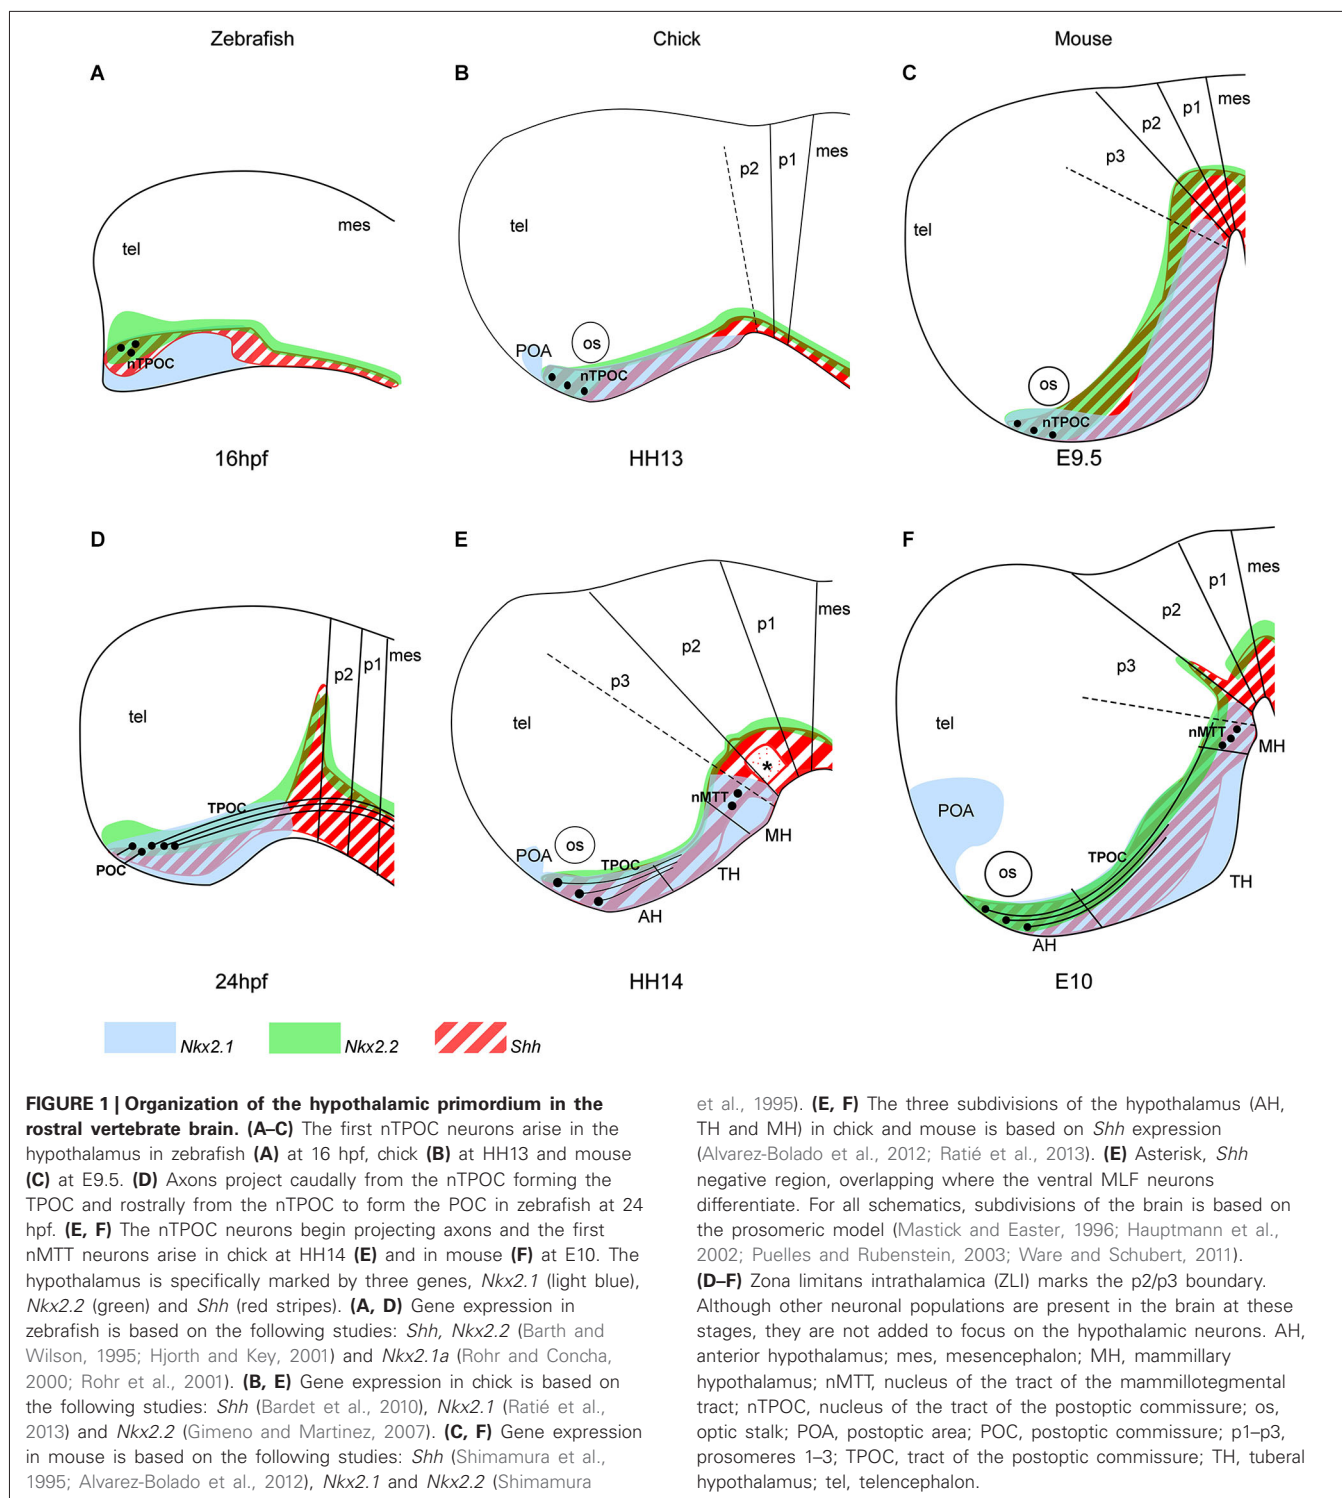 Zebrafish
Chick
Mouse
A
tel
mes
nTPOC
16hpf
B
tel
p2
p1
mes
POA
os
nTPOC
HH13
C
tel
p3
p2
p1
mes
os
nTPOC
E9.5
D
tel
p2
p1
mes
TPOC
POC
24hpf
E
tel
p3
p2
p1
mes
*
nMTT
MH
POA
os
TPOC
TH
AH
HH14
F
tel
p3
p2
p1
mes
nMTT
MH
POA
os
TPOC
TH
AH
E10
Nkx2.1
Nkx2.2
Shh
FIGURE 1 | Organization of the hypothalamic primordium in the
rostral vertebrate brain. (A–C) The first nTPOC neurons arise in the
hypothalamus in zebrafish (A) at 16 hpf, chick (B) at HH13 and mouse
(C) at E9.5. (D) Axons project caudally from the nTPOC forming the
TPOC and rostrally from the nTPOC to form the POC in zebrafish at 24
hpf. (E, F) The nTPOC neurons begin projecting axons and the first
nMTT neurons arise in chick at HH14 (E) and in mouse (F) at E10. The
hypothalamus is specifically marked by three genes, Nkx2.1 (light blue),
Nkx2.2 (green) and Shh (red stripes). (A, D) Gene expression in
zebrafish is based on the following studies: Shh, Nkx2.2 (Barth and
Wilson, 1995; Hjorth and Key, 2001) and Nkx2.1a (Rohr and Concha,
2000; Rohr et al., 2001). (B, E) Gene expression in chick is based on
the following studies: Shh (Bardet et al., 2010), Nkx2.1 (Ratié et al.,
2013) and Nkx2.2 (Gimeno and Martinez, 2007). (C, F) Gene expression
in mouse is based on the following studies: Shh (Shimamura et al.,
1995; Alvarez-Bolado et al., 2012), Nkx2.1 and Nkx2.2 (Shimamura
et al., 1995). (E, F) The three subdivisions of the hypothalamus (AH,
TH and MH) in chick and mouse is based on Shh expression
(Alvarez-Bolado et al., 2012; Ratié et al., 2013). (E) Asterisk, Shh
negative region, overlapping where the ventral MLF neurons
differentiate. For all schematics, subdivisions of the brain is based on
the prosomeric model (Mastick and Easter, 1996; Hauptmann et al.,
2002; Puelles and Rubenstein, 2003; Ware and Schubert, 2011).
(D–F) Zona limitans intrathalamica (ZLI) marks the p2/p3 boundary.
Although other neuronal populations are present in the brain at these
stages, they are not added to focus on the hypothalamic neurons. AH,
anterior hypothalamus; mes, mesencephalon; MH, mammillary
hypothalamus; nMTT, nucleus of the tract of the mammillotegmental
tract; nTPOC, nucleus of the tract of the postoptic commissure; os,
optic stalk; POA, postoptic area; POC, postoptic commissure; p1–p3,
prosomeres 1–3; TPOC, tract of the postoptic commissure; TH, tuberal
hypothalamus; tel, telencephalon.